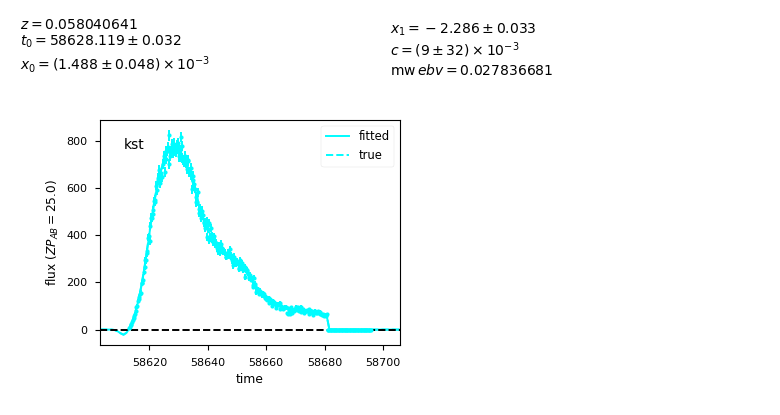 z = 0.058040641
t₀ = 58628.119 ± 0.032
x₀ = (1.488 ± 0.048) × 10⁻³
x₁ = −2.286 ± 0.033
c = (9 ± 32) × 10⁻³
mw ebv = 0.027836681
kst
fitted
true
800
600
400
200
0
flux (ZP_AB = 25.0)
58620 58640 58660 58680 58700
time